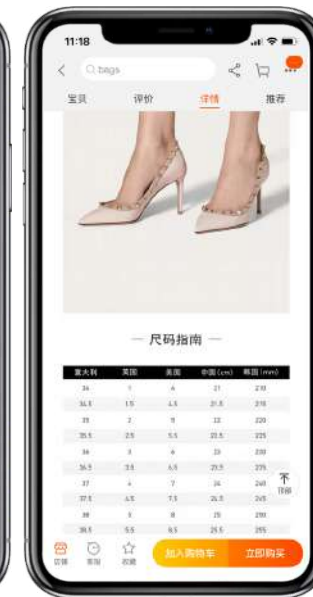 11:18
bags
宝贝 评价 详情 推荐
— 尺码指南 —
意大利 英国 美国 中国 (cm) 韩国 (mm)
34 1 4 21 210
34.5 1.5 4.5 21.5 215
35 2 5 22 220
35.5 2.5 5.5 22.5 225
36 3 6 23 230
36.5 3.5 6.5 23.5 235
37 4 7 24 240
37.5 4.5 7.5 24.5 245
38 5 8 25 250
38.5 5.5 8.5 25.5 255
顶部
店铺 客服 收藏 加入购物车 立即购买